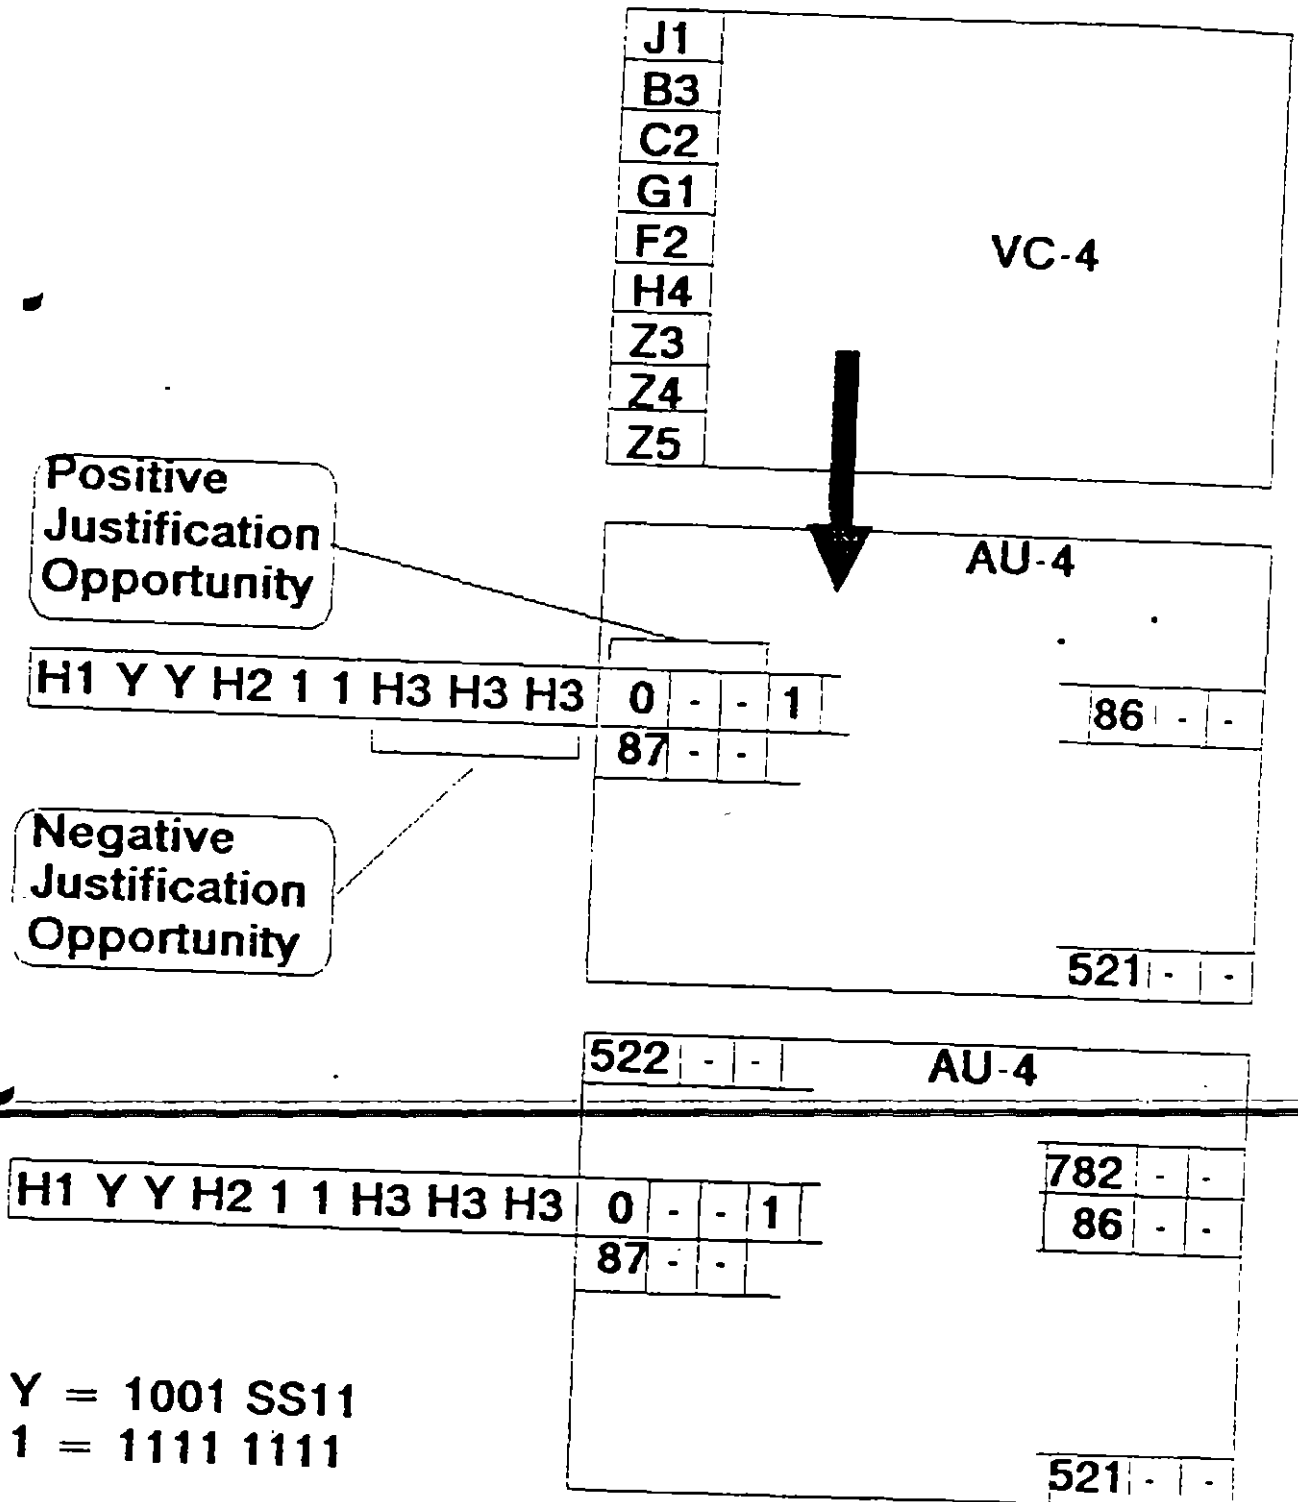 J1
B3
C2
G1
F2
H4
Z3
Z4
Z5
VC-4
Positive
Justification
Opportunity
AU-4
H1 Y Y H2 1 1 H3 H3 H3 0 - - 1
86 - -
87 - -
Negative
Justification
Opportunity
521 - -
522 - -
AU-4
782 - -
H1 Y Y H2 1 1 H3 H3 H3 0 - - 1
86 - -
87 - -
Y = 1001 SS11
1 = 1111 1111
521 - -